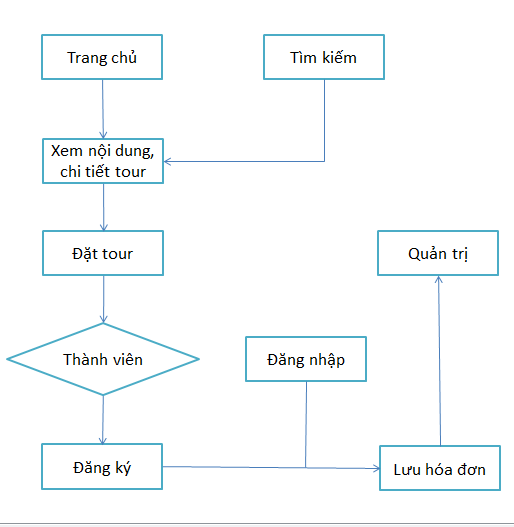 Trang chủ
Tìm kiếm
Xem nội dung,
chi tiết tour
Đặt tour
Quản trị
Thành viên
Đăng nhập
Đăng ký
Lưu hóa đơn